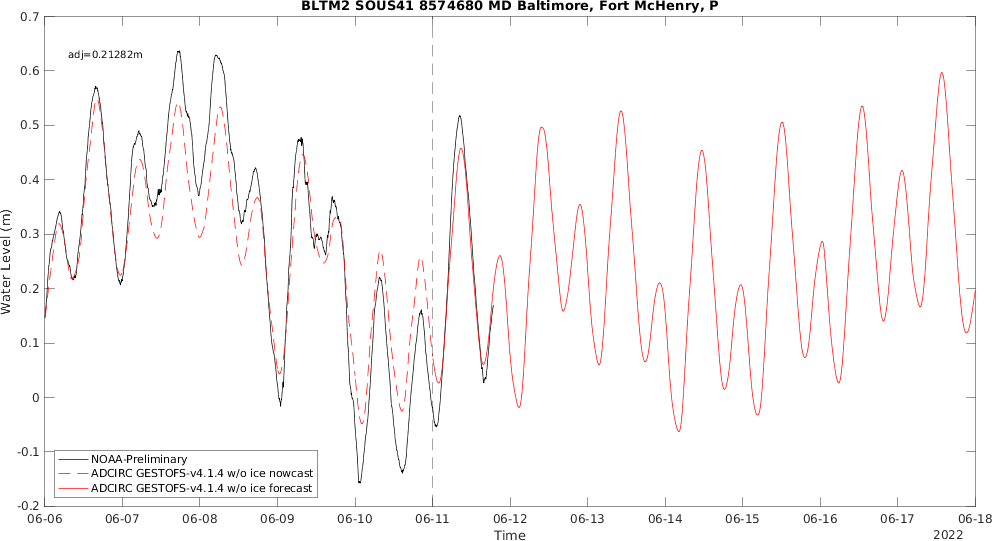 BLTM2 SOUS41 8574680 MD Baltimore, Fort McHenry, P
adj=0.21282m
Water Level (m)
0.7
0.6
0.5
0.4
0.3
0.2
0.1
0
-0.1
-0.2
NOAA-Preliminary
ADCIRC GESTOFS-v4.1.4 w/o ice nowcast
ADCIRC GESTOFS-v4.1.4 w/o ice forecast
06-06 06-07 06-08 06-09 06-10 06-11 06-12 06-13 06-14 06-15 06-16 06-17 06-18
Time
2022